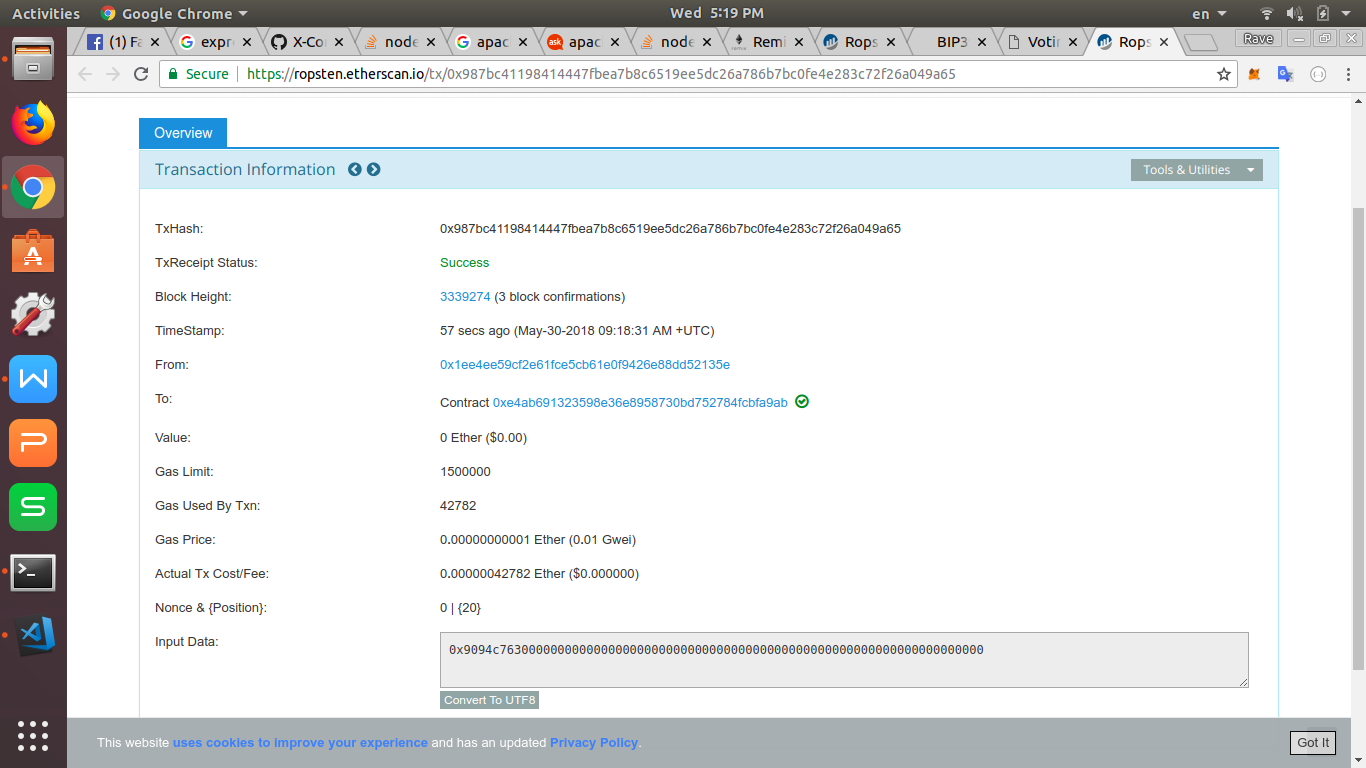 Activities Google Chrome Wed 5:19 PM en
(1) Fa expre X-Co node apac apac node Remi Rops BIP3 Votin Rops Rave
Secure https://ropsten.etherscan.io/tx/0x987bc41198414447fbea7b8c6519ee5dc26a786b7bc0fe4e283c72f26a049a65
Overview
Transaction Information Tools & Utilities
TxHash: 0x987bc41198414447fbea7b8c6519ee5dc26a786b7bc0fe4e283c72f26a049a65
TxReceipt Status: Success
Block Height: 3339274 (3 block confirmations)
TimeStamp: 57 secs ago (May-30-2018 09:18:31 AM +UTC)
From: 0x1ee4ee59cf2e61fce5cb61e0f9426e88dd52135e
To: Contract 0xe4ab691323598e36e8958730bd752784fcbfa9ab
Value: 0 Ether ($0.00)
Gas Limit: 1500000
Gas Used By Txn: 42782
Gas Price: 0.00000000001 Ether (0.01 Gwei)
Actual Tx Cost/Fee: 0.00000042782 Ether ($0.000000)
Nonce & {Position}: 0 | {20}
Input Data: 0x9094c7630000000000000000000000000000000000000000000000000000000000000000
Convert To UTF8
This website uses cookies to improve your experience and has an updated Privacy Policy. Got It